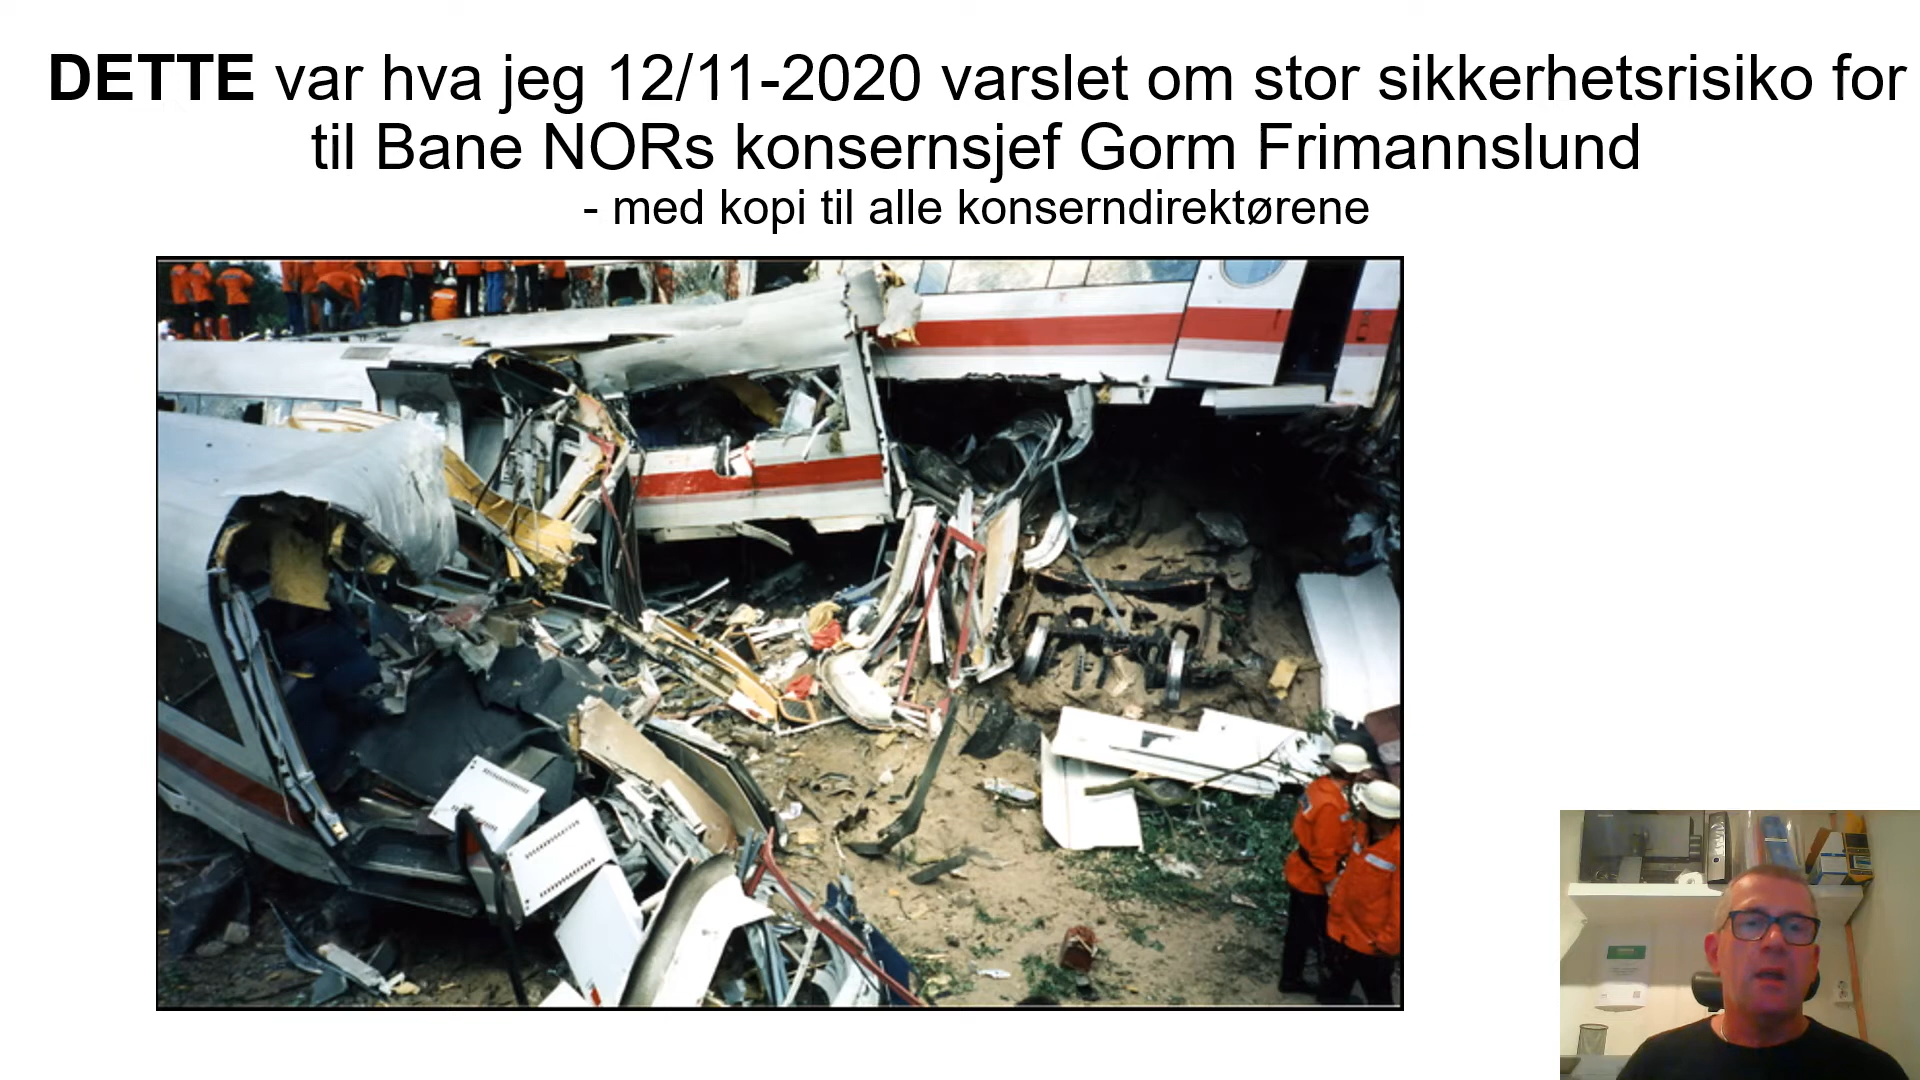 DETTE var hva jeg 12/11-2020 varslet om stor sikkerhetsrisiko for
til Bane NORs konsernsjef Gorm Frimannslund
- med kopi til alle konserndirektørene